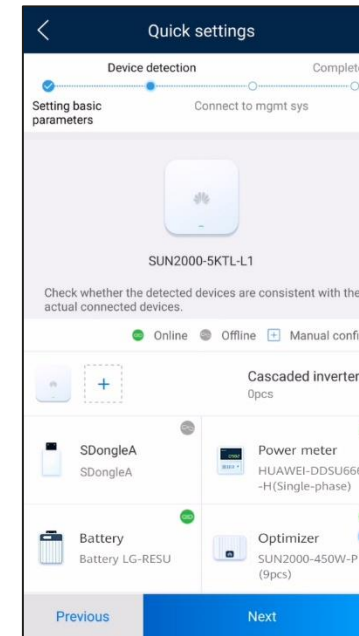 Quick settings
Device detection
Complete
Setting basic
parameters
Connect to mgmt sys
SUN2000-5KTL-L1
Check whether the detected devices are consistent with the
actual connected devices.
Online
Offline
Manual confi
Cascaded inverter
0pcs
SDongleA
SDongleA
Power meter
HUAWEI-DDSU666
-H(Single-phase)
Battery
Battery LG-RESU
Optimizer
SUN2000-450W-P
(9pcs)
Previous
Next